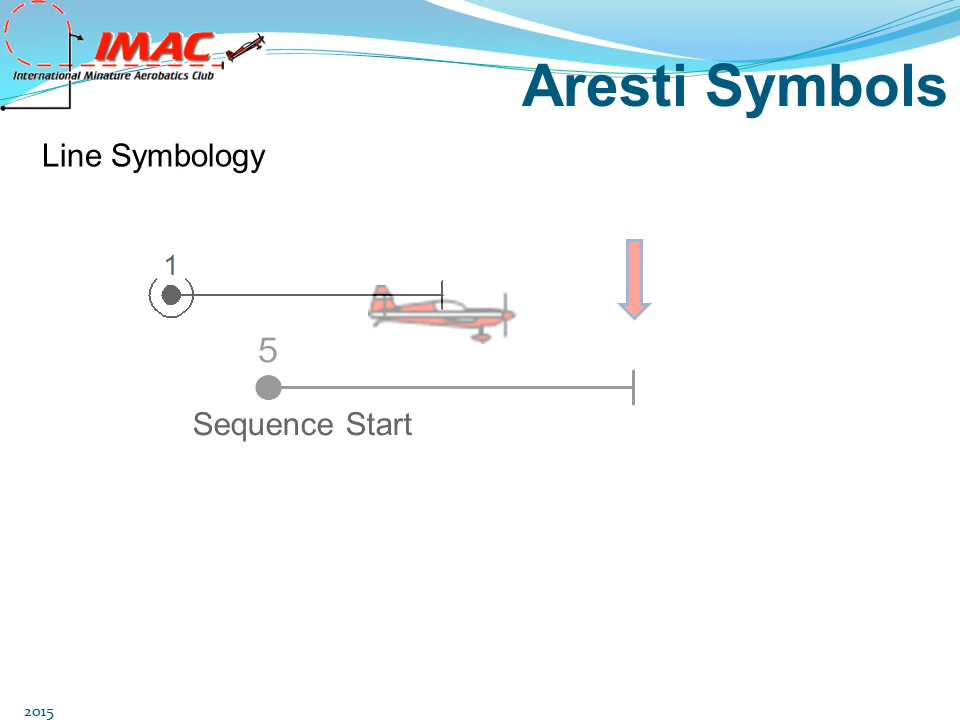 IMAC
International Minature Aerobatics Club
Aresti Symbols
Line Symbology
1
5
Sequence Start
2015